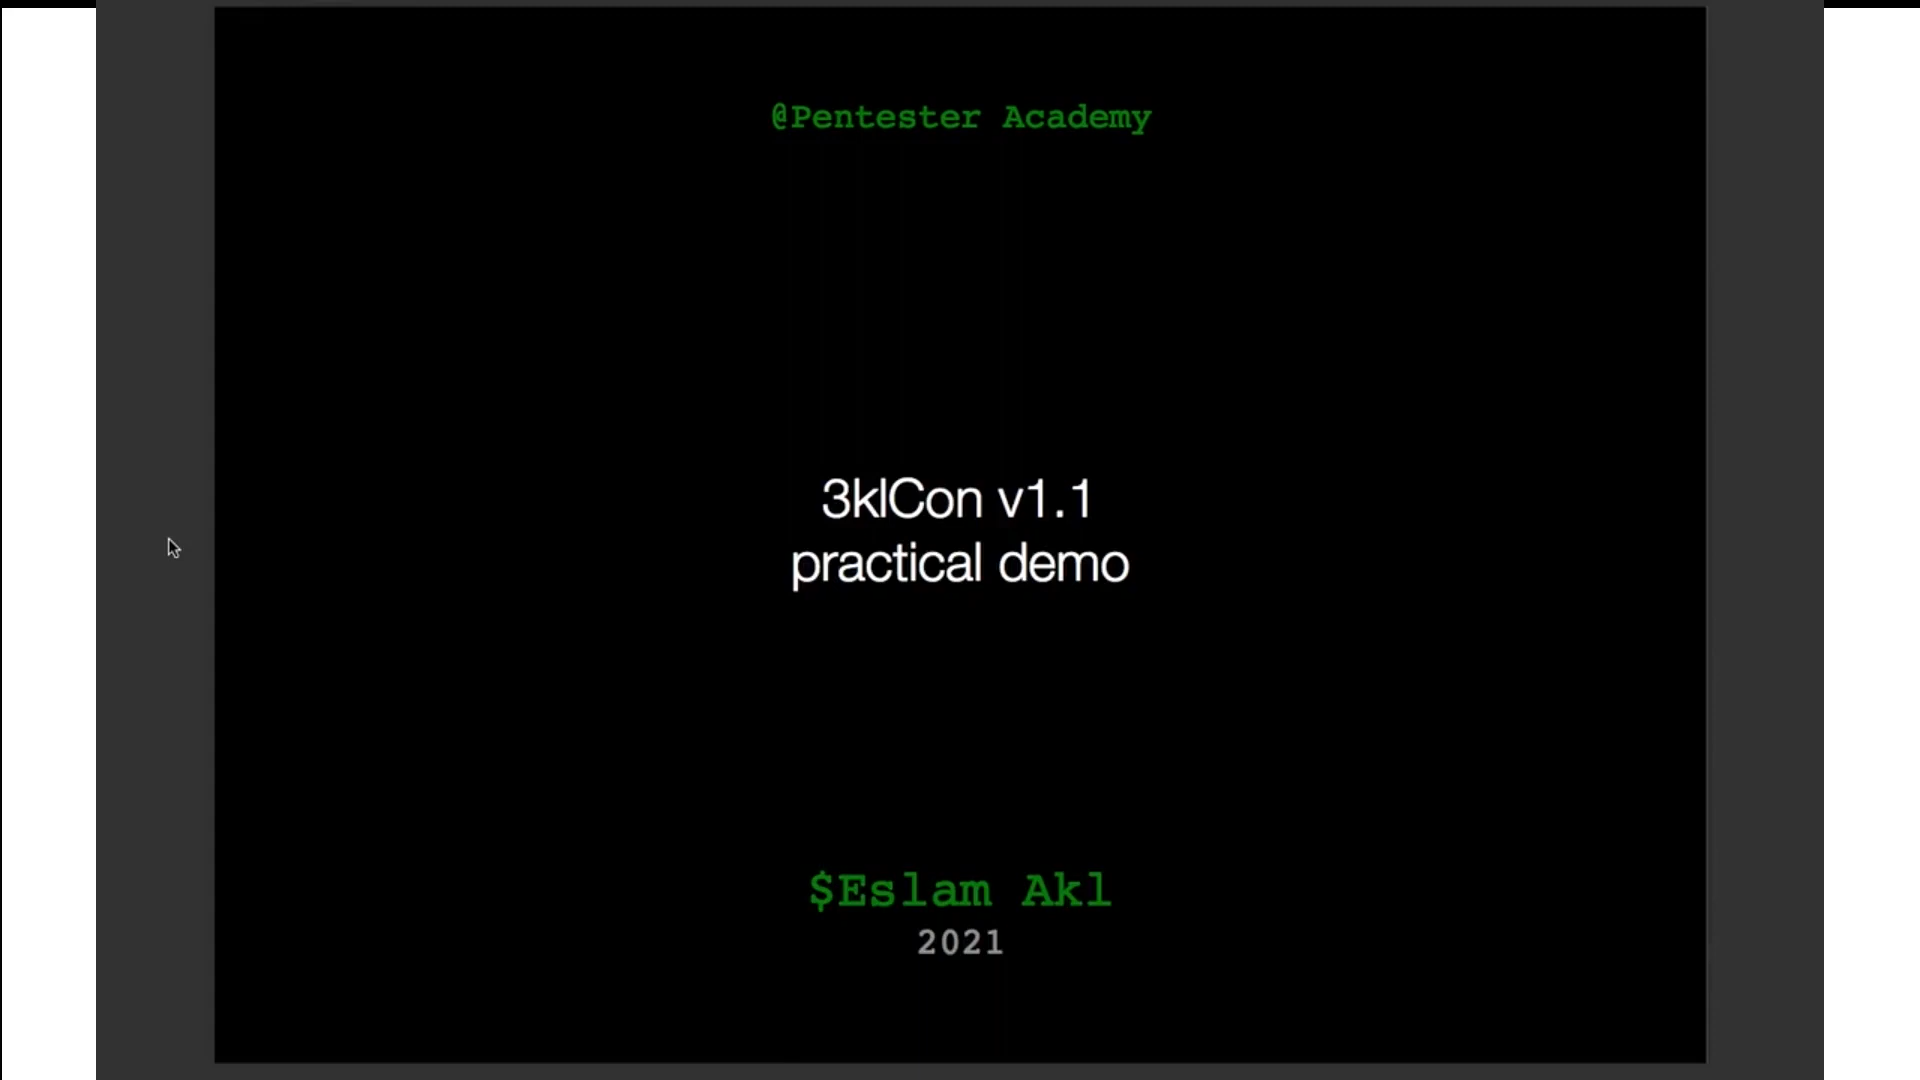 @Pentester Academy
3klCon v1.1
practical demo
$Eslam Akl
2021